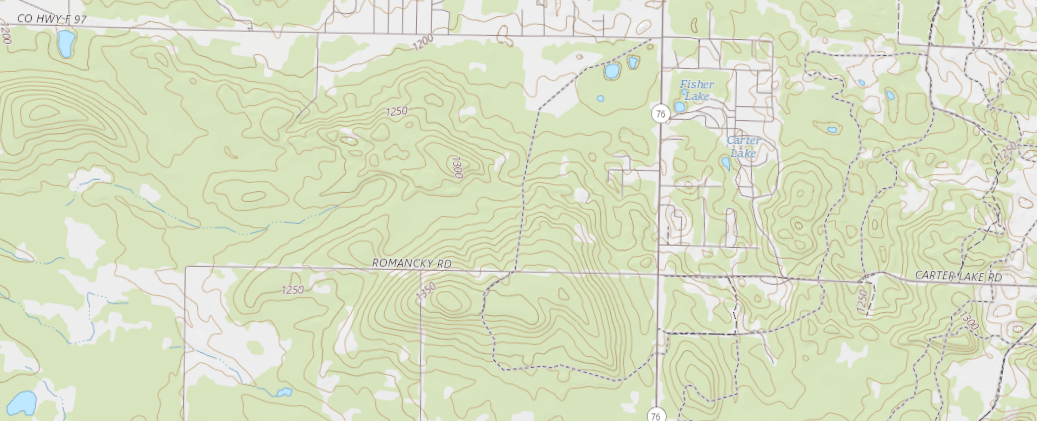 CO HWY-F 97
1200
1200
1250
Fisher
Lake
76
Carter
Lake
1250
1300
ROMANCKY RD
CARTER LAKE RD
1250
1350
1250
1300
76